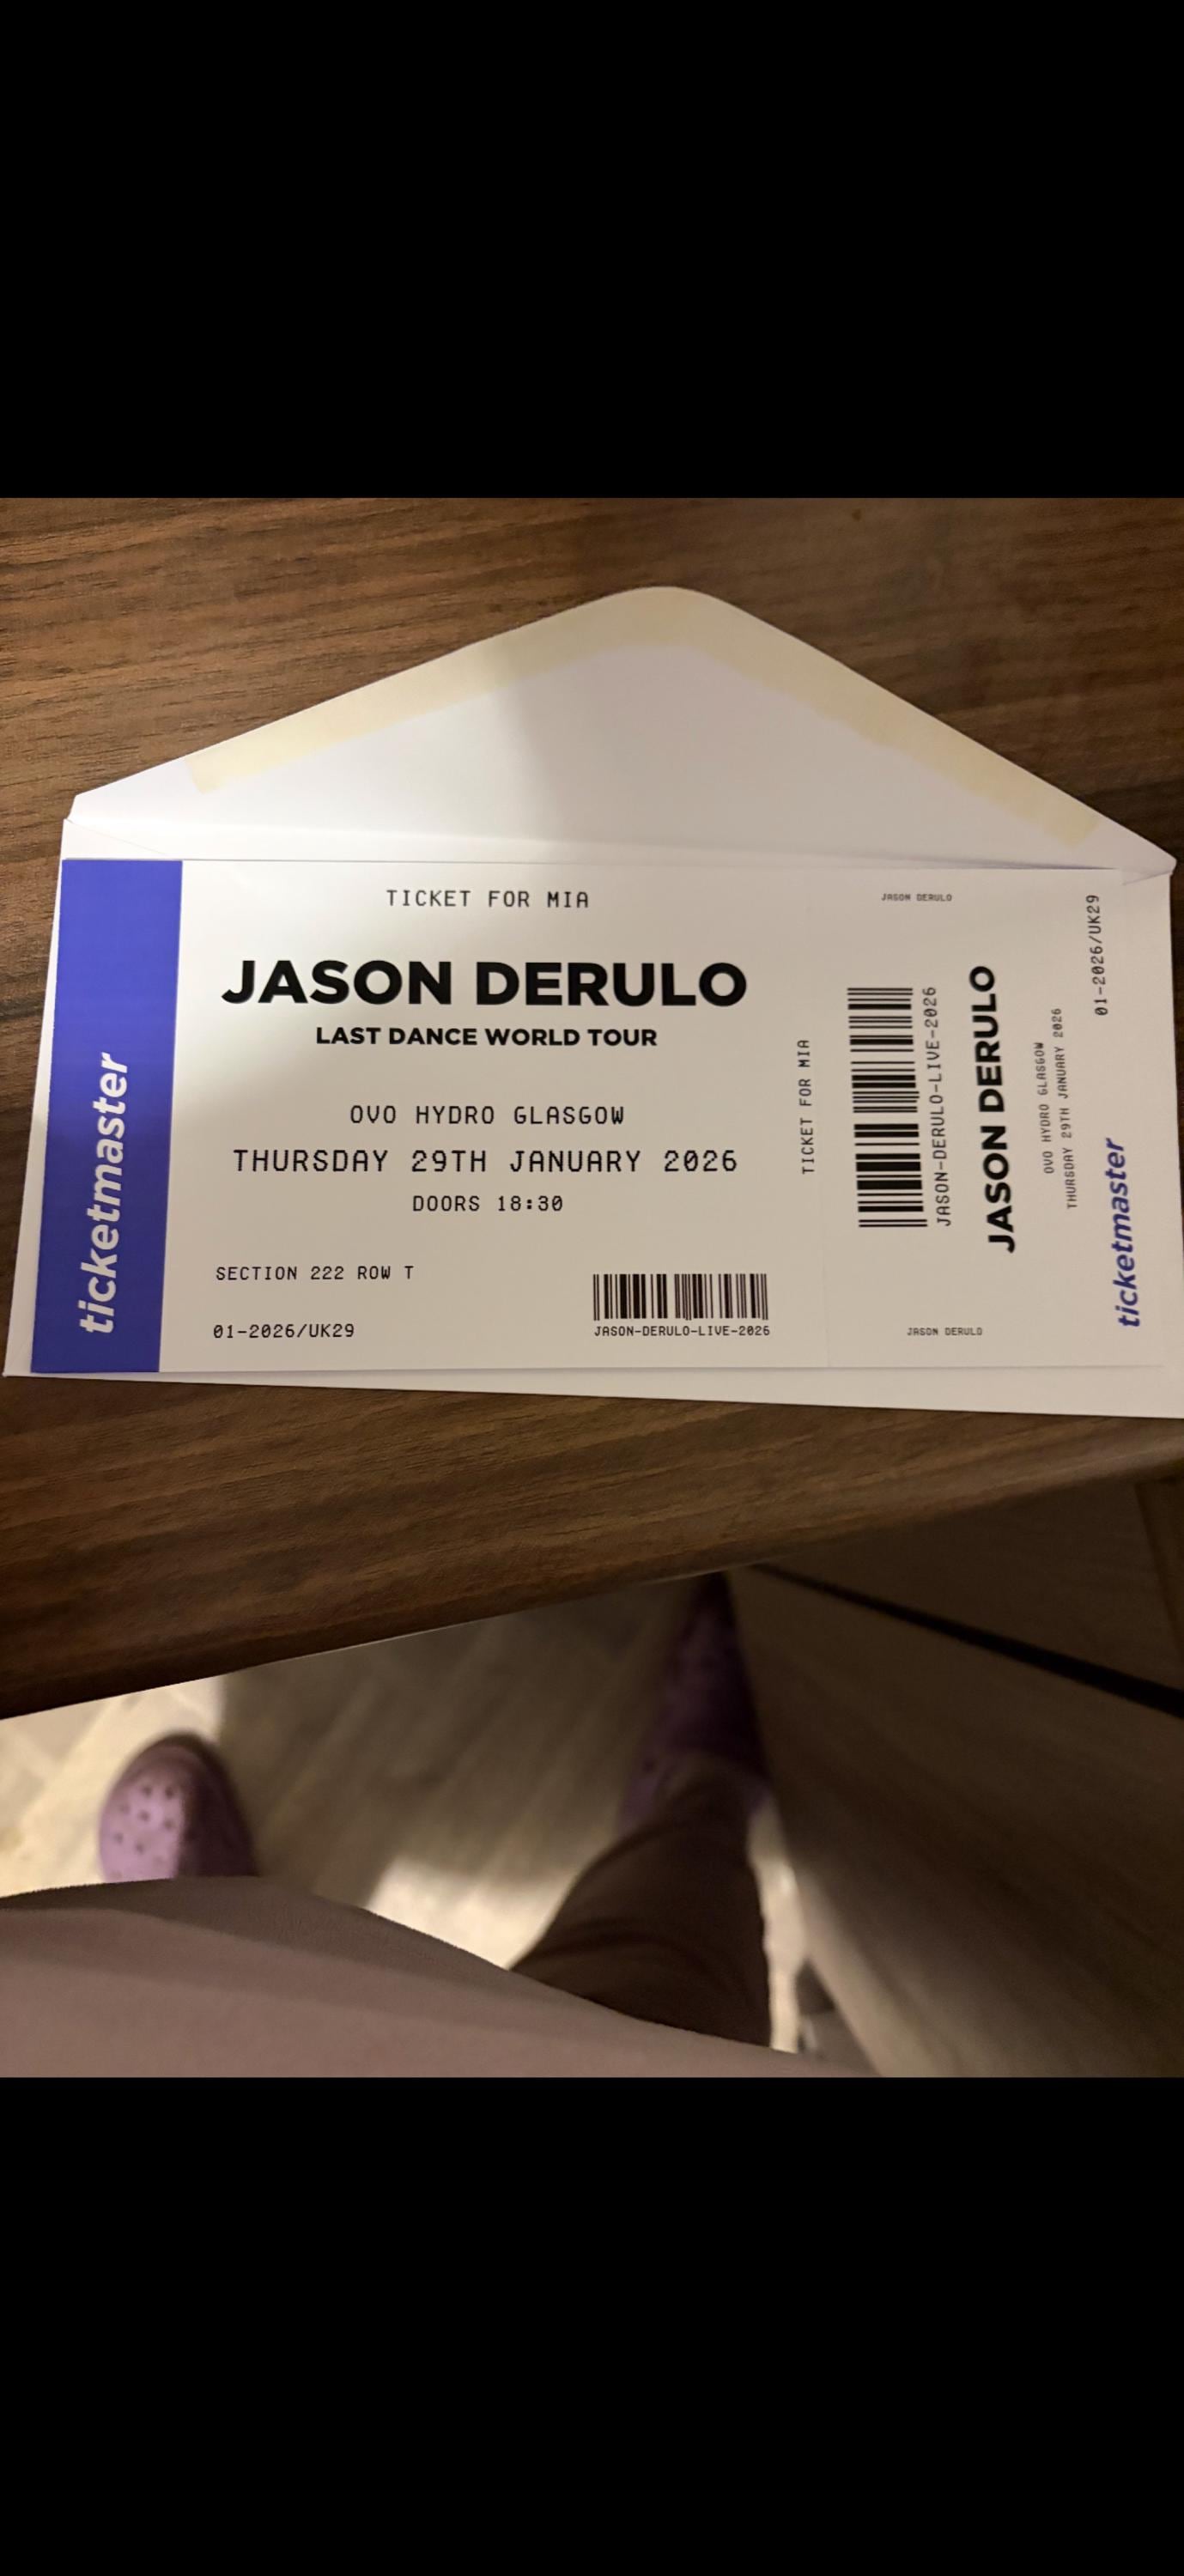 ticketmaster
TICKET FOR MIA
JASON DERULO
LAST DANCE WORLD TOUR
OVO HYDRO GLASGOW
THURSDAY 29TH JANUARY 2026
DOORS 18:30
SECTION 222 ROW T
01-2026/UK29
JASON-DERULO-LIVE-2026
TICKET FOR MIA
JASON DERULO
JASON-DERULO-LIVE-2026
JASON DERULO
OVO HYDRO GLASGOW
THURSDAY 29TH JANUARY 2026
01-2026/UK29
ticketmaster
JASON DERULO